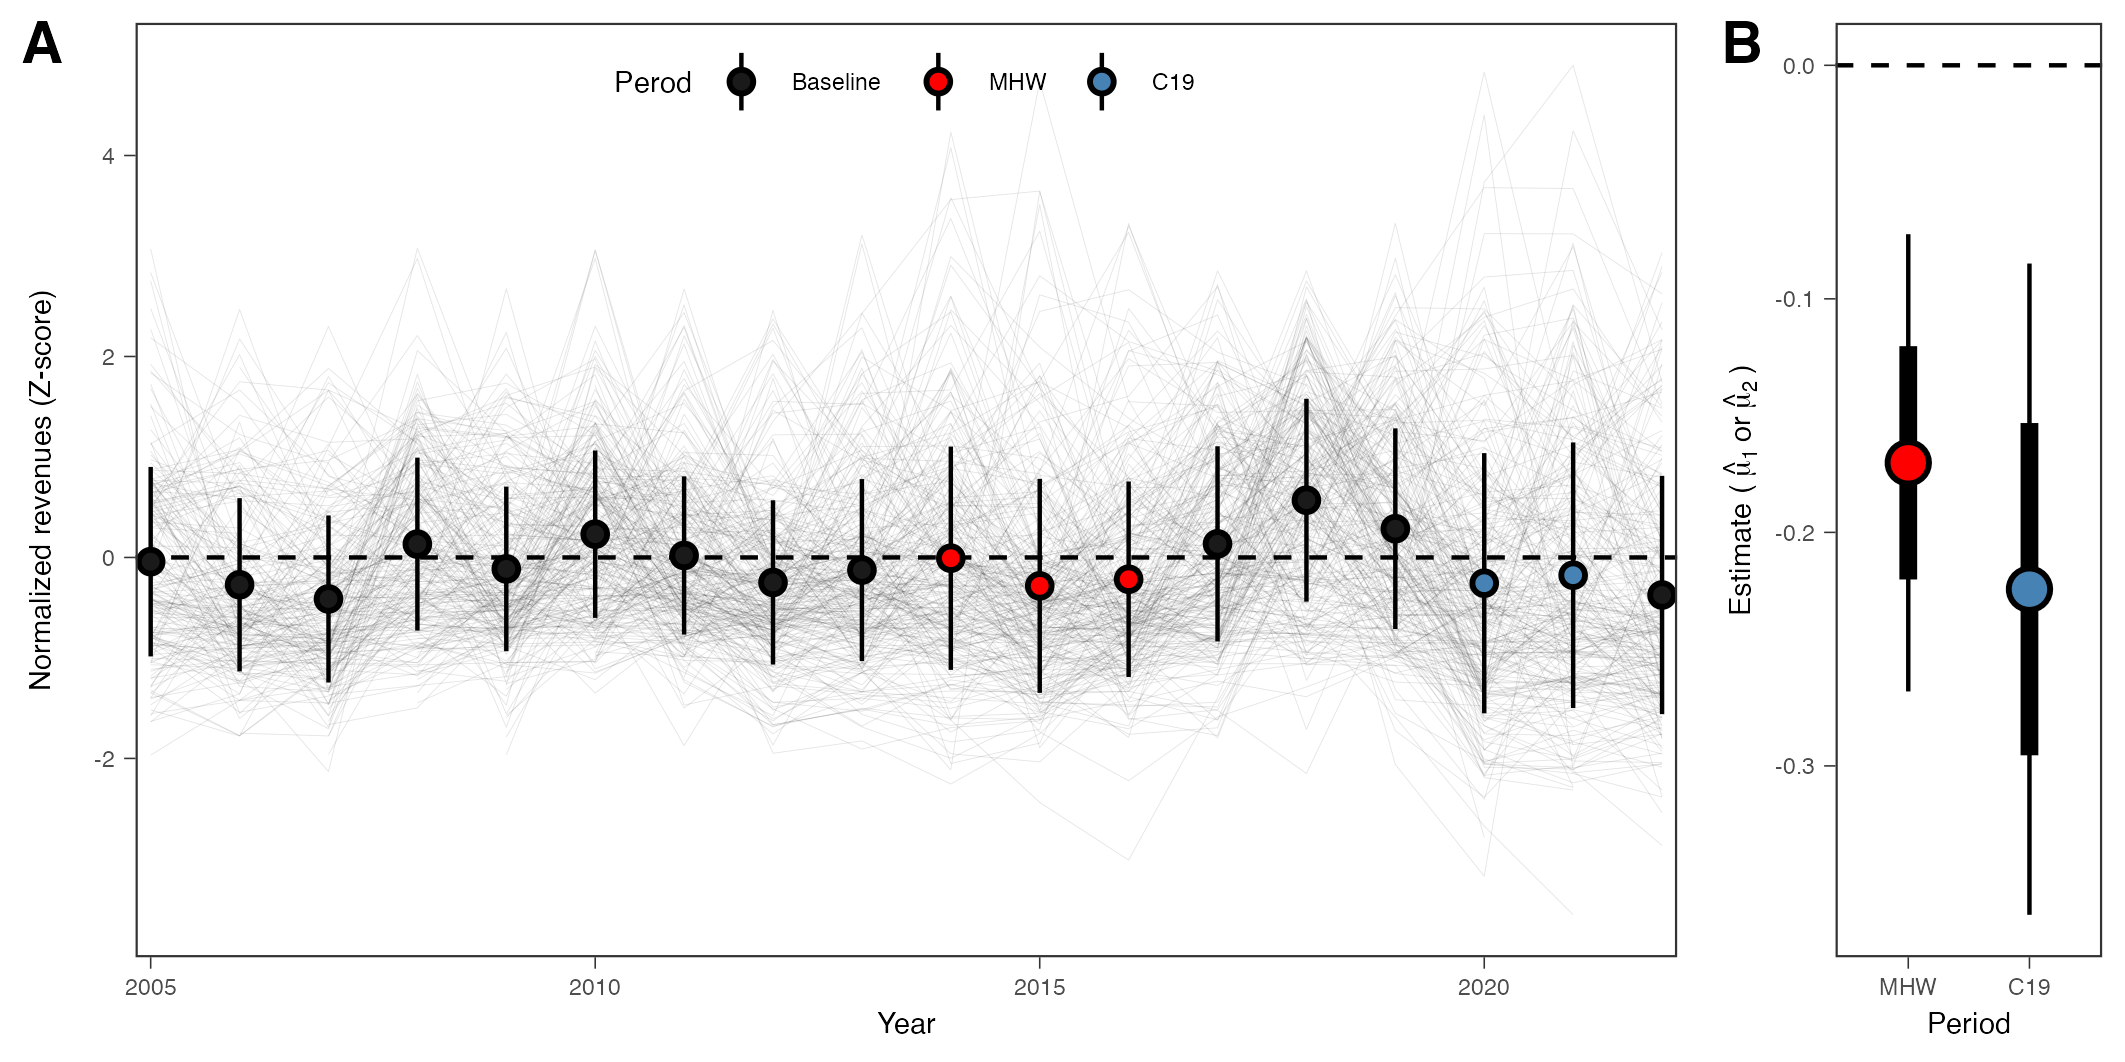 A
Perod Baseline MHW C19
Normalized revenues (Z-score)
4
2
0
-2
2005 2010 2015 2020
Year
B
Estimate ( μ̂1 or μ̂2 )
0.0
-0.1
-0.2
-0.3
MHW C19
Period